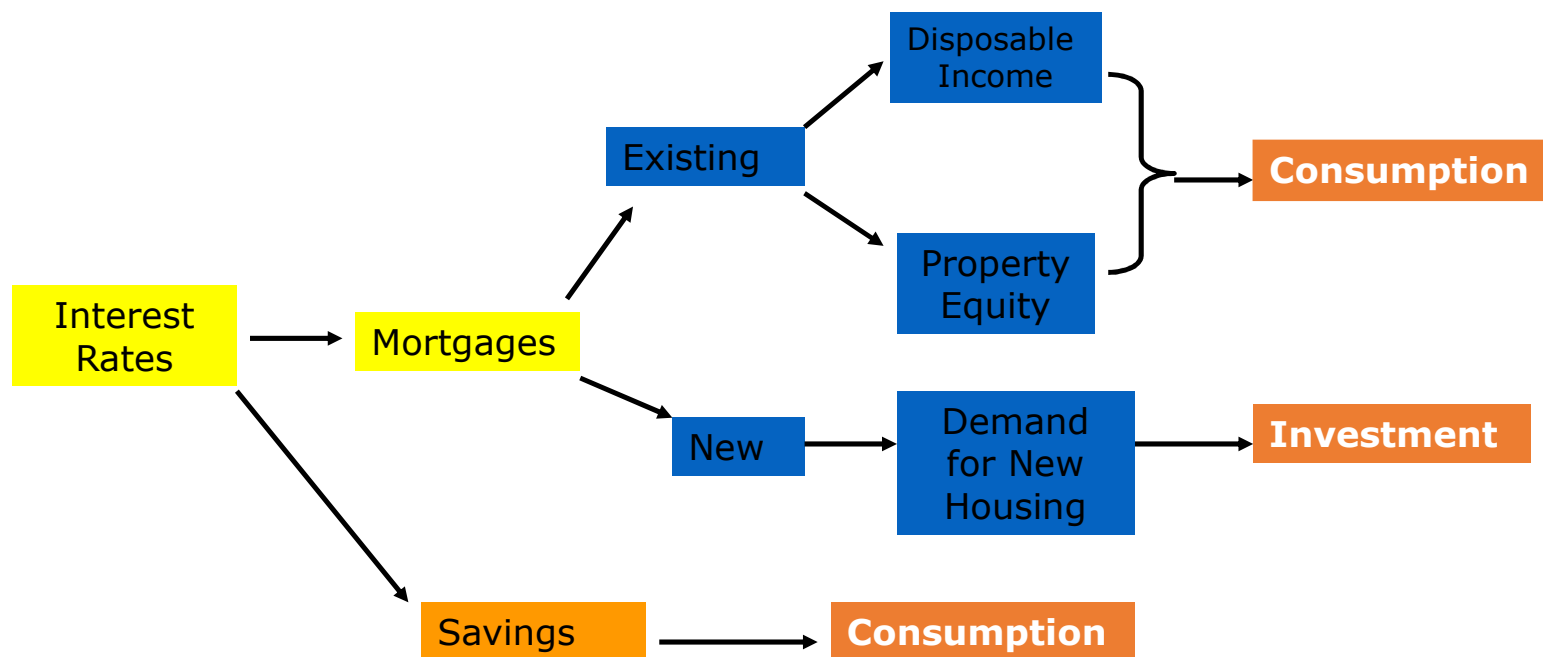 Disposable
Income
Existing
Consumption
Property
Equity
Interest
Rates
Mortgages
Demand
for New
Housing
New
Investment
Savings
Consumption